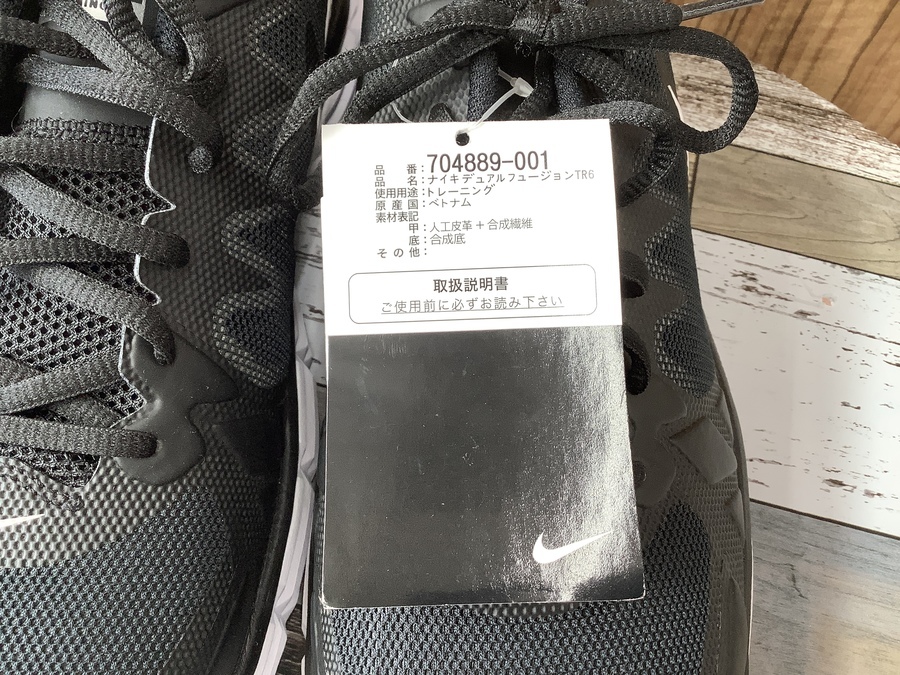 品 番：704889-001
品 名：ナイキデュアルフュージョンTR6
使用用途：トレーニング
原 産 国：ベトナム
素材表記
甲：人工皮革＋合成繊維
底：合成底
そ の 他：
取扱説明書
ご使用前に必ずお読み下さい